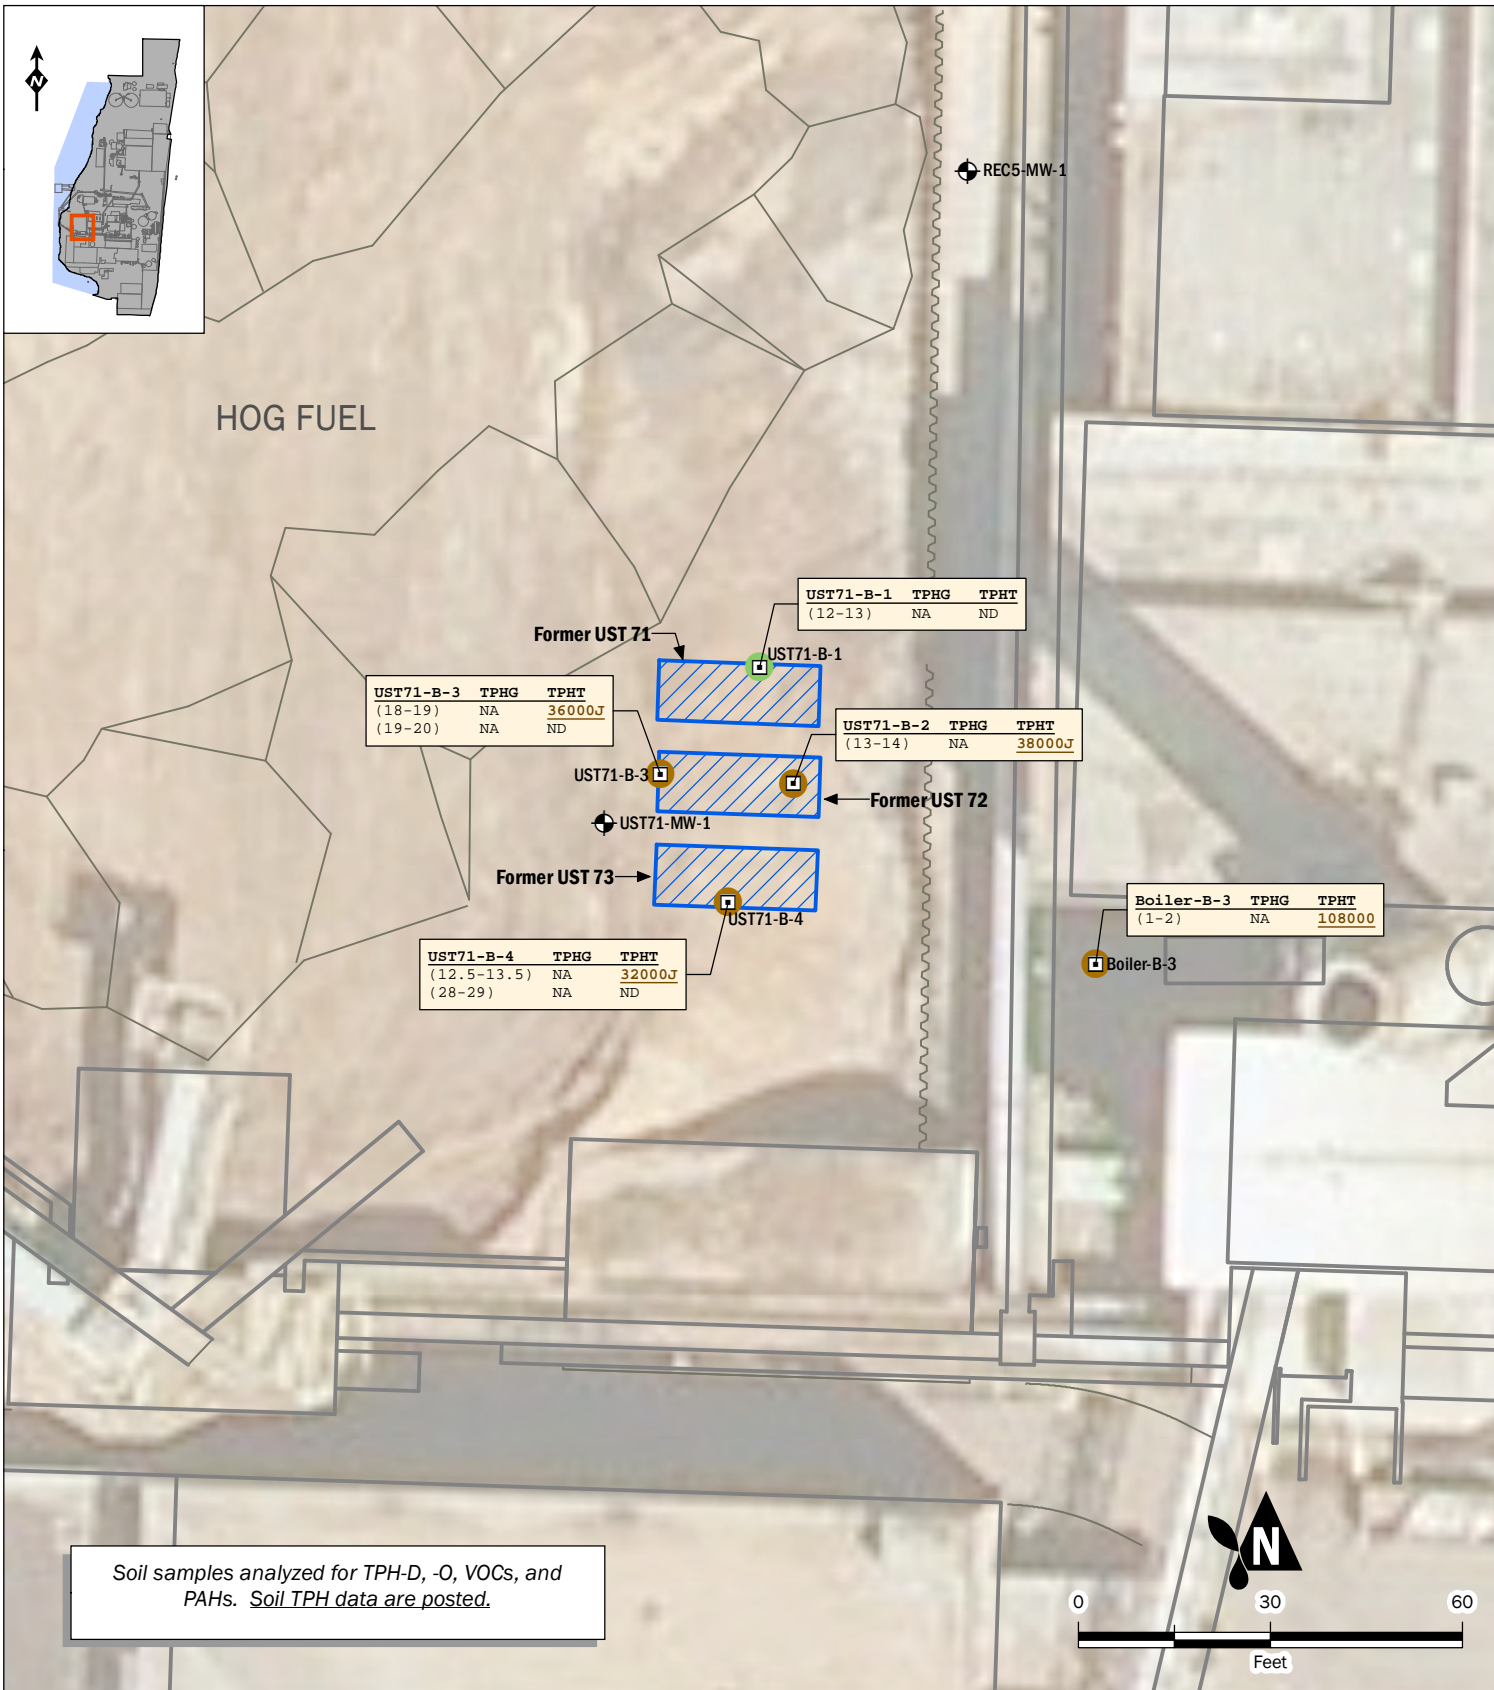 N
REC5-MW-1
HOG FUEL
UST71-B-1 TPHG TPHT
(12-13) NA ND
Former UST 71
UST71-B-1
UST71-B-3 TPHG TPHT
(18-19) NA 36000J
(19-20) NA ND
UST71-B-2 TPHG TPHT
(13-14) NA 38000J
UST71-B-3
Former UST 72
UST71-MW-1
Former UST 73
UST71-B-4
Boiler-B-3 TPHG TPHT
(1-2) NA 108000
UST71-B-4 TPHG TPHT
(12.5-13.5) NA 32000J
(28-29) NA ND
Boiler-B-3
Soil samples analyzed for TPH-D, -O, VOCs, and
PAHs. Soil TPH data are posted.
N
0 30 60
Feet